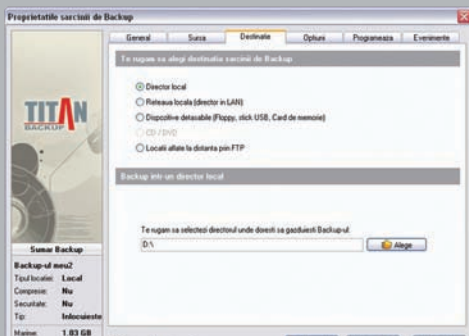 Proprietatile sarcinii de Backup
General Sursa Destinatie Optiuni Programeaza Evenimente
Te rugam sa alegi destinatia sarcinii de Backup
Director local
Reteaua locala (director in LAN)
Dispozitive detasabile (Floppy, stick USB, Card de memorie)
CD / DVD
Locatii aflate la distanta prin FTP
TITAN
BACKUP
Backup intr-un director local
Te rugam sa selectezi directorul unde doresti sa gazduiesti Backup-ul
D:\ Alege
Sumar Backup
Backup-ul meu2
Tipul locatiei: Local
Compresie: Nu
Securitate: Nu
Tip: Inlocuieste
Marime: 1.03 GB